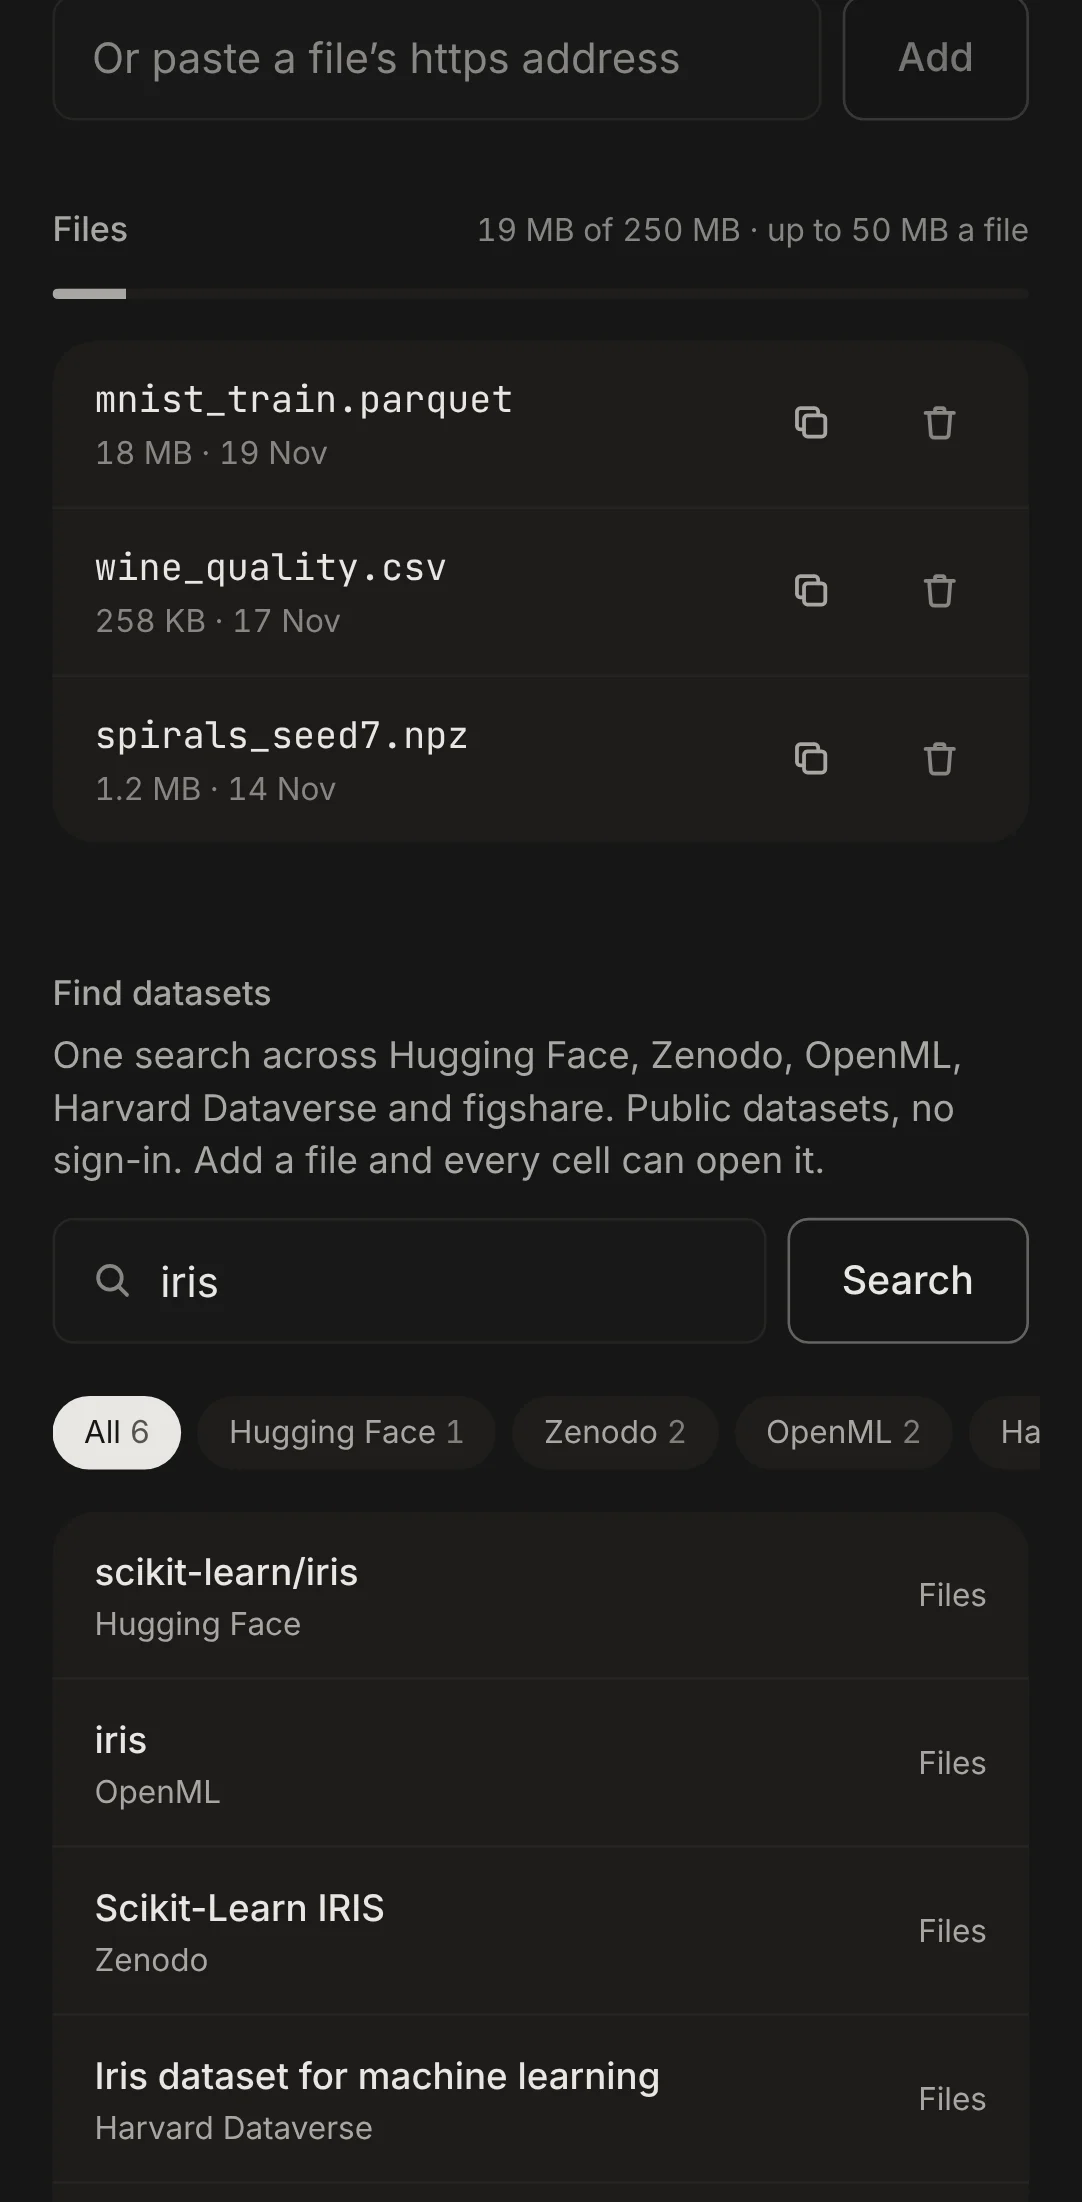 Or paste a file’s https address
Add
Files
19 MB of 250 MB · up to 50 MB a file
mnist_train.parquet
18 MB · 19 Nov
wine_quality.csv
258 KB · 17 Nov
spirals_seed7.npz
1.2 MB · 14 Nov
Find datasets
One search across Hugging Face, Zenodo, OpenML,
Harvard Dataverse and figshare. Public datasets, no
sign-in. Add a file and every cell can open it.
iris
Search
All 6
Hugging Face 1
Zenodo 2
OpenML 2
Ha
scikit-learn/iris
Hugging Face
Files
iris
OpenML
Files
Scikit-Learn IRIS
Zenodo
Files
Iris dataset for machine learning
Harvard Dataverse
Files